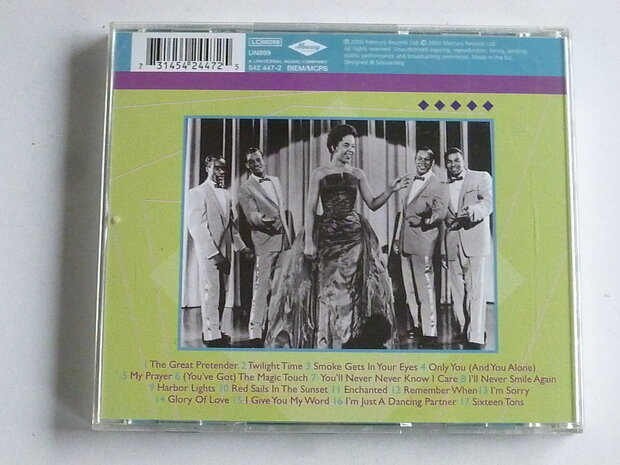 LC 00268
Mercury
UN899
A UNIVERSAL MUSIC COMPANY
542 447-2 BIEM/MCPS
7 31454 24472 5
℗ 2000 Mercury Records Ltd. © 2000 Mercury Records Ltd.
All rights reserved. Unauthorised copying, reproduction, hiring, lending,
public performance and broadcasting prohibited. Made in the EU.
1 The Great Pretender 2 Twilight Time 3 Smoke Gets In Your Eyes 4 Only You (And You Alone)
5 My Prayer 6 (You've Got) The Magic Touch 7 You'll Never Never Know I Care 8 I'll Never Smile Again
9 Harbor Lights 10 Red Sails In The Sunset 11 Enchanted 12 Remember When 13 I'm Sorry
14 Glory Of Love 15 I Give You My Word 16 I'm Just A Dancing Partner 17 Sixteen Tons